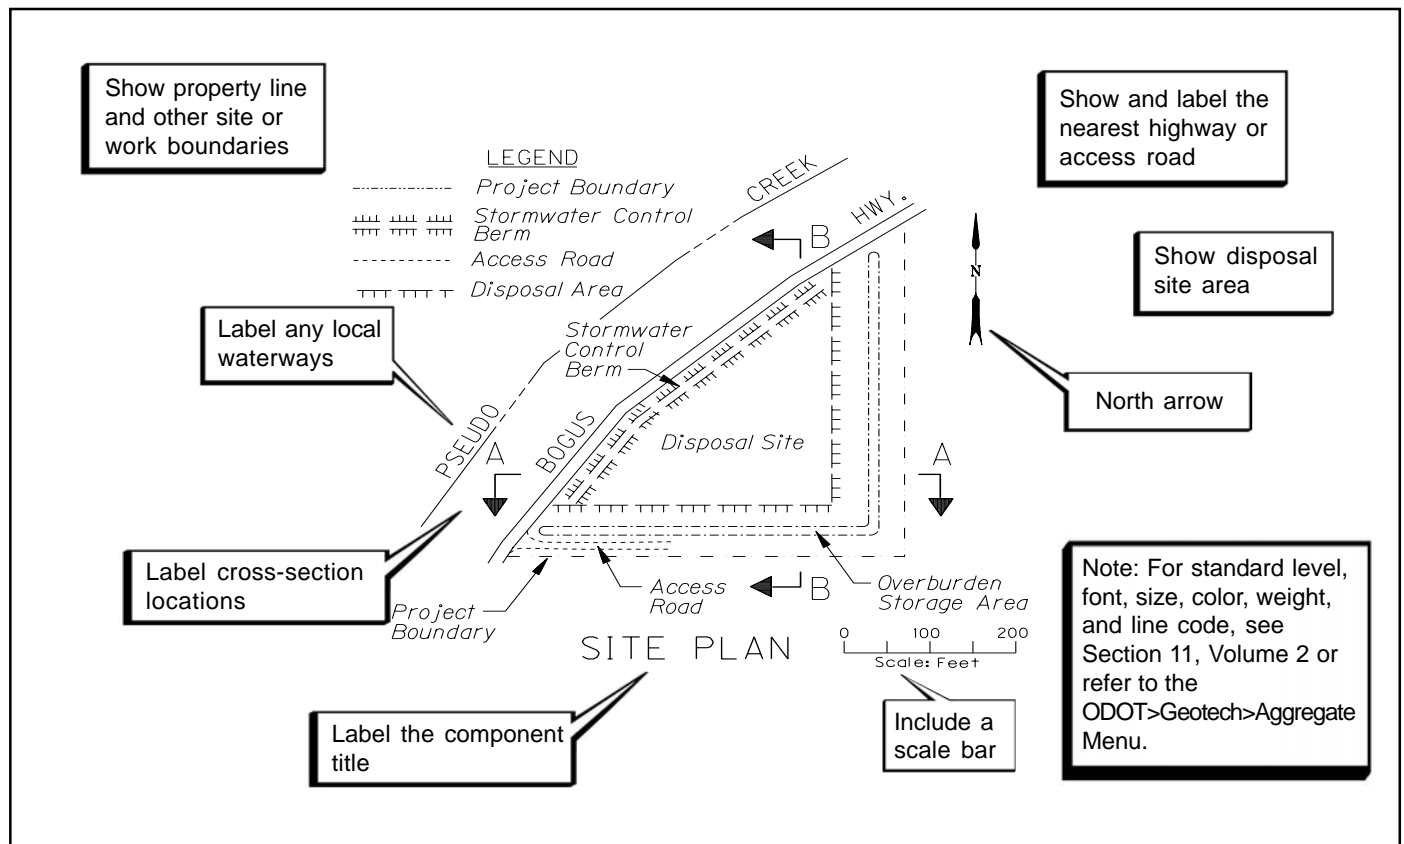 Show property line
and other site or
work boundaries
Show and label the
nearest highway or
access road
LEGEND
Project Boundary
Stormwater Control
Berm
Access Road
Disposal Area
CREEK
HWY.
B
N
Show disposal
site area
Label any local
waterways
Stormwater
Control
Berm
North arrow
PSEUDO
BOGUS
Disposal Site
A
A
Label cross-section
locations
Project
Boundary
Access
Road
B
Overburden
Storage Area
Note: For standard level,
font, size, color, weight,
and line code, see
Section 11, Volume 2 or
refer to the
ODOT>Geotech>Aggregate
Menu.
SITE PLAN
0 100 200
Scale: Feet
Label the component
title
Include a
scale bar